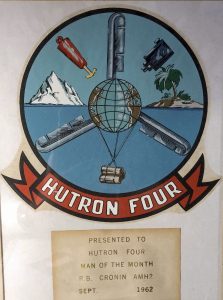 HUTRON FOUR
PRESENTED TO
HUTRON FOUR
MAN OF THE MONTH
P.B. CRONIN AMH2
SEPT. 1962